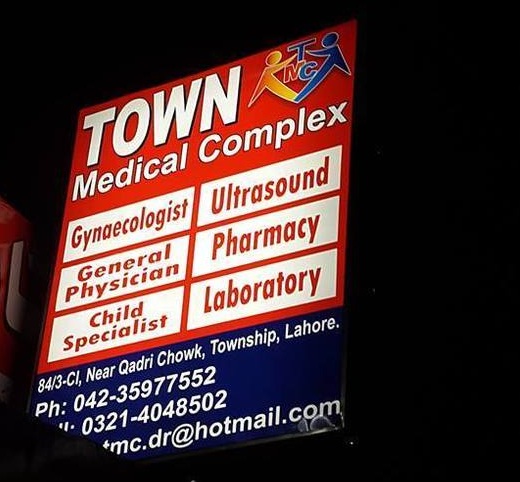 TMC
TOWN
Medical Complex
Gynaecologist
Ultrasound
General
Physician
Pharmacy
Child
Specialist
Laboratory
84/3-CI, Near Qadri Chowk, Township, Lahore.
Ph: 042-35977552
0321-4048502
tmc.dr@hotmail.com